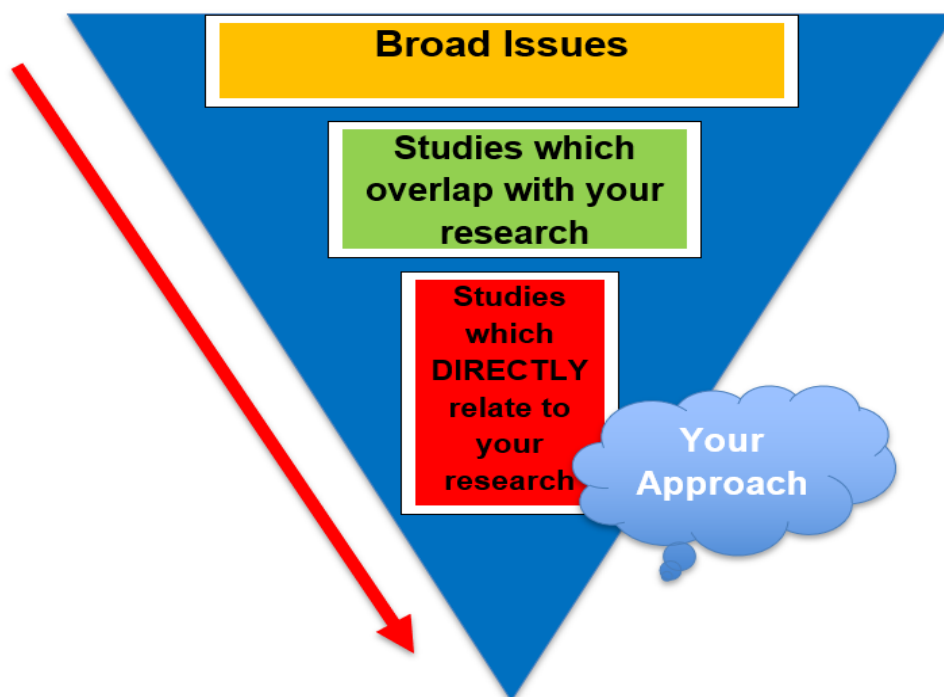 Broad Issues
Studies which
overlap with your
research
Studies
which
DIRECTLY
relate to
your
research
Your
Approach